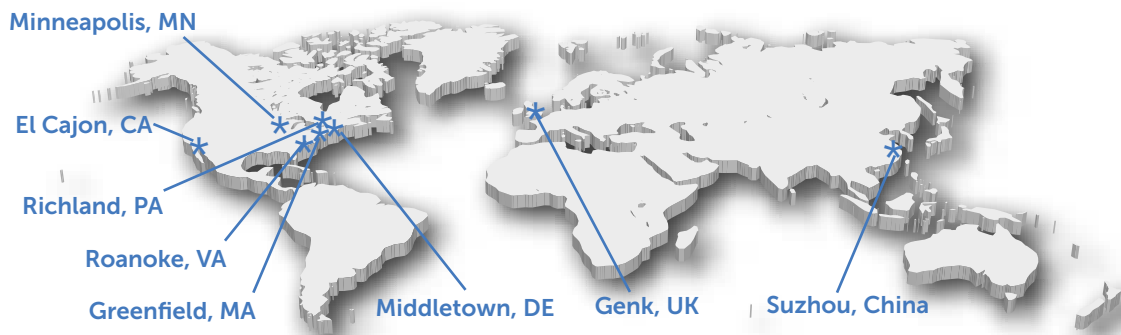 Minneapolis, MN
El Cajon, CA
Richland, PA
Roanoke, VA
Greenfield, MA
Middletown, DE
Genk, UK
Suzhou, China